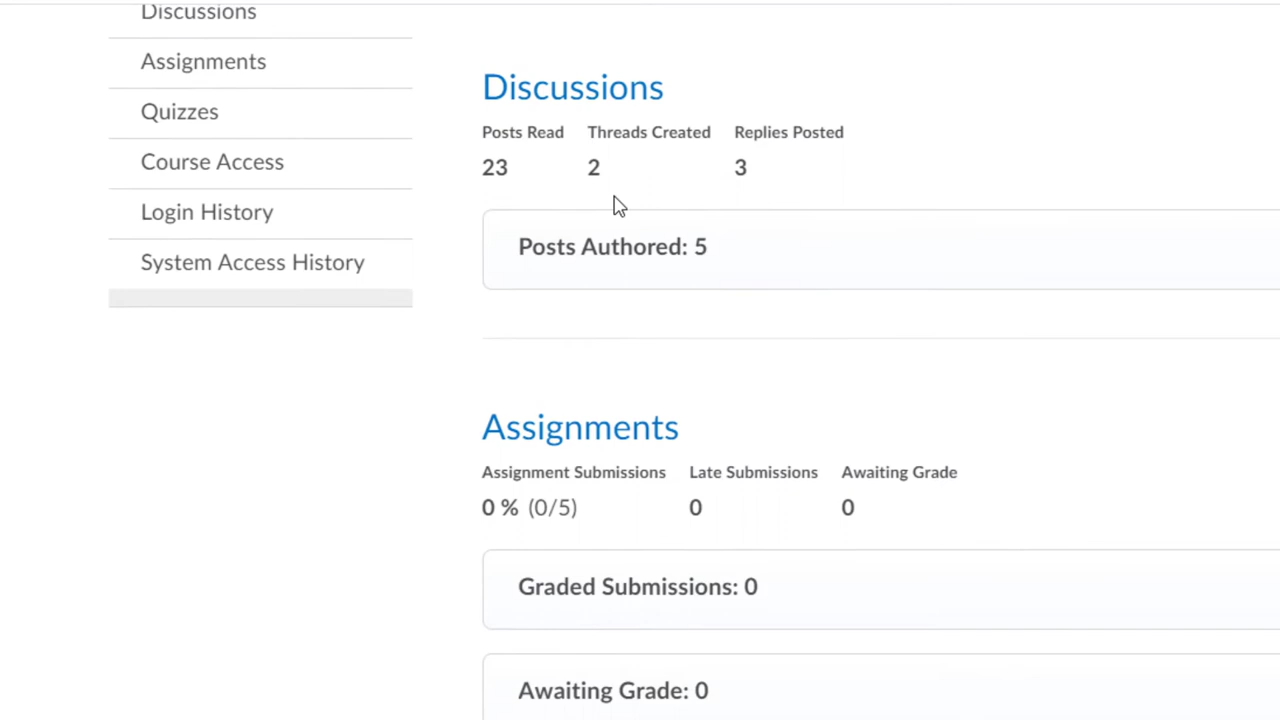 Discussions
Assignments
Quizzes
Course Access
Login History
System Access History
Discussions
Posts Read Threads Created Replies Posted
23 2 3
Posts Authored: 5
Assignments
Assignment Submissions Late Submissions Awaiting Grade
0 % (0/5) 0 0
Graded Submissions: 0
Awaiting Grade: 0